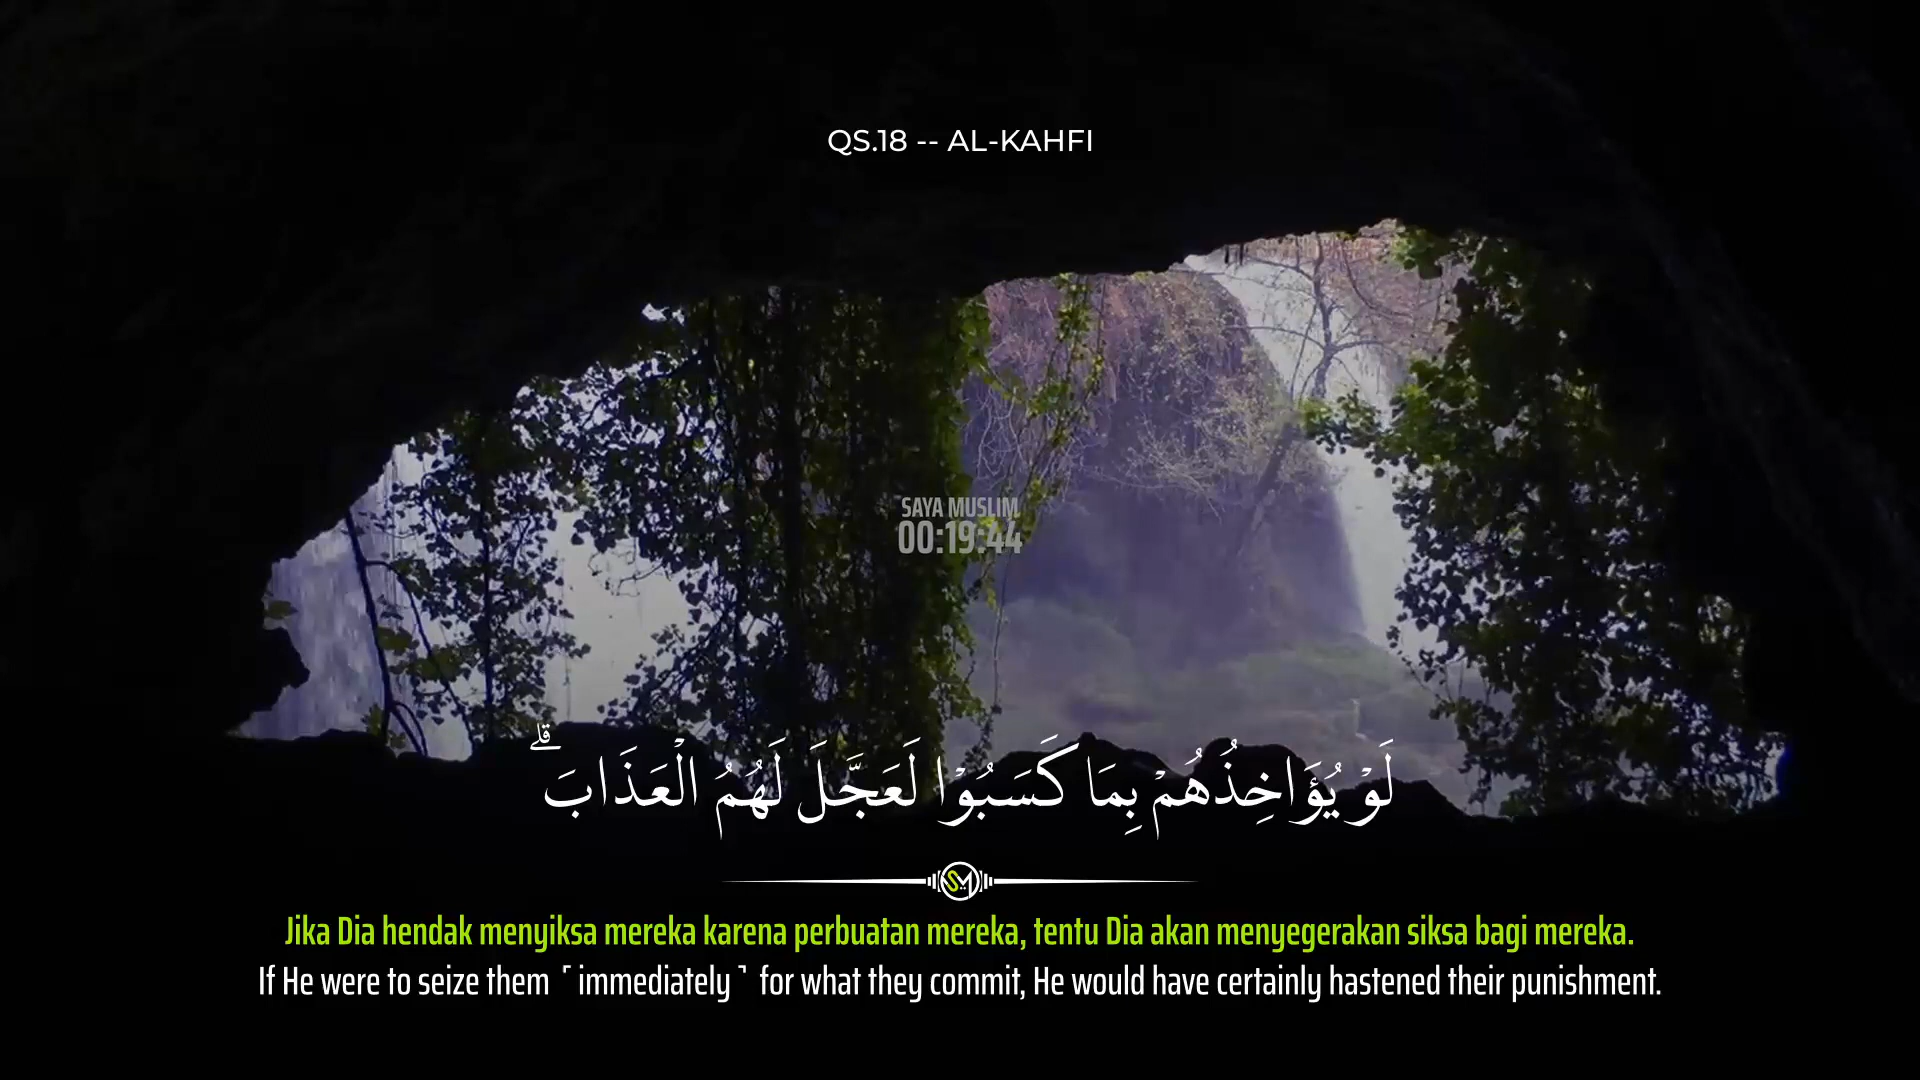 QS.18 -- AL-KAHFI
SAYA MUSLIM
00:19:44
لَوْ يُؤَاخِذُهُمْ بِمَا كَسَبُوْا لَعَجَّلَ لَهُمُ الْعَذَابَۗ
SM
Jika Dia hendak menyiksa mereka karena perbuatan mereka, tentu Dia akan menyegerakan siksa bagi mereka.
If He were to seize them ˹immediately˺ for what they commit, He would have certainly hastened their punishment.